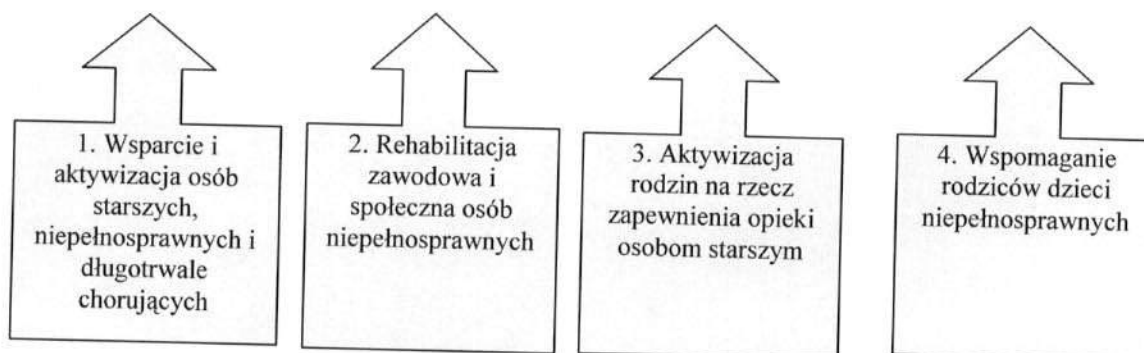 1. Wsparcie i
aktywizacja osób
starszych,
niepełnosprawnych i
długotrwale
chorujących
2. Rehabilitacja
zawodowa i
społeczna osób
niepełnosprawnych
3. Aktywizacja
rodzin na rzecz
zapewnienia opieki
osobom starszym
4. Wspomaganie
rodziców dzieci
niepełnosprawnych